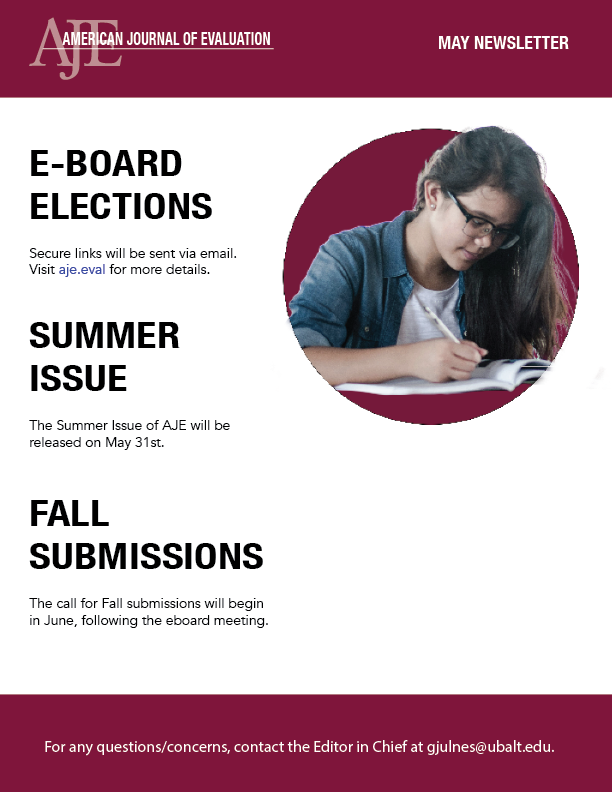 AJE
AMERICAN JOURNAL OF EVALUATION
MAY NEWSLETTER
E-BOARD
ELECTIONS
Secure links will be sent via email.
Visit aje.eval for more details.
SUMMER
ISSUE
The Summer Issue of AJE will be
released on May 31st.
FALL
SUBMISSIONS
The call for Fall submissions will begin
in June, following the eboard meeting.
For any questions/concerns, contact the Editor in Chief at gjulnes@ubalt.edu.